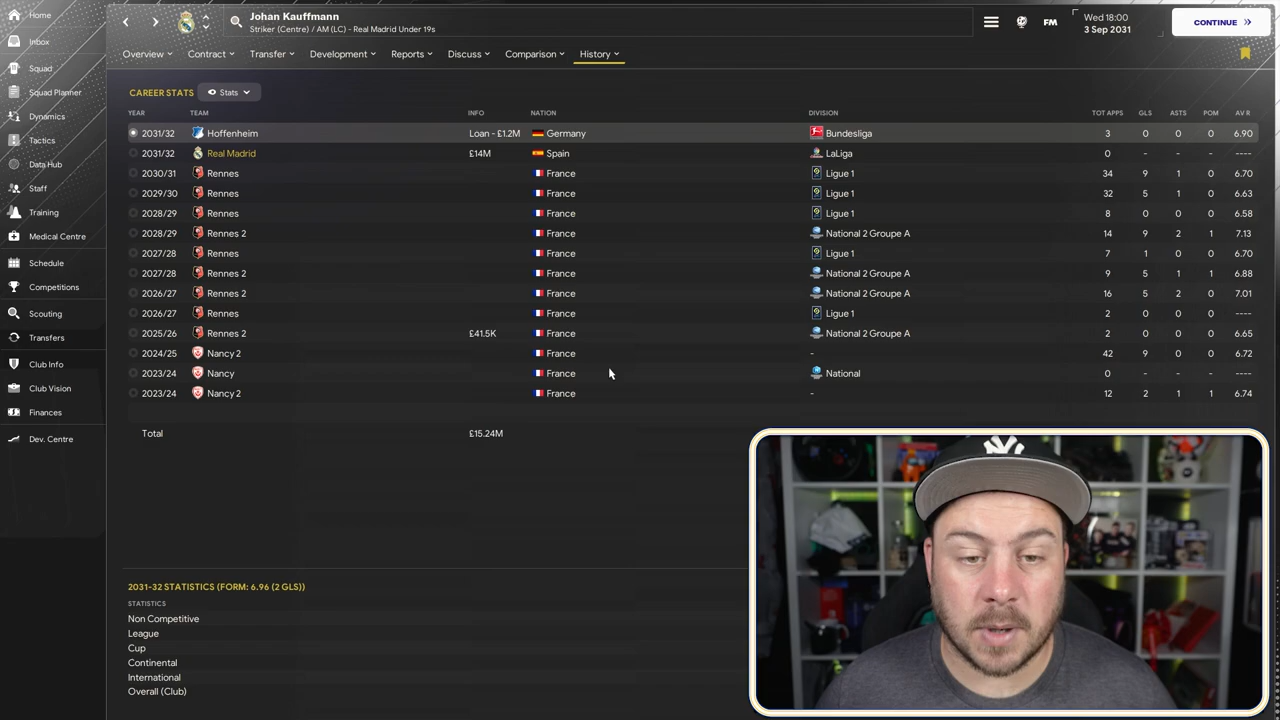 Johan Kauffmann
Striker (Centre) / AM (LC) - Real Madrid Under 19s
FM
Wed 18:00
3 Sep 2031
CONTINUE
Home
Inbox
Squad
Squad Planner
Dynamics
Tactics
Data Hub
Staff
Training
Medical Centre
Schedule
Competitions
Scouting
Transfers
Club Info
Club Vision
Finances
Dev. Centre
Overview Contract Transfer Development Reports Discuss History
CAREER STATS Stats
YEAR TEAM INFO NATION DIVISION TOT APPS GLS ASTS POM AV R
2031/32 Hoffenheim Loan - £1.2M Germany Bundesliga 3 0 0 0 6.90
2031/32 Real Madrid £14M Spain LaLiga 0 - - - ----
2030/31 Rennes France Ligue 1 34 9 1 0 6.70
2029/30 Rennes France Ligue 1 32 5 1 0 6.63
2028/29 Rennes France Ligue 1 8 0 0 0 6.58
2028/29 Rennes 2 France National 2 Groupe A 14 9 2 1 7.13
2027/28 Rennes France Ligue 1 7 1 0 0 6.70
2027/28 Rennes 2 France National 2 Groupe A 9 5 1 1 6.88
2026/27 Rennes 2 France National 2 Groupe A 16 5 2 0 7.01
2026/27 Rennes France Ligue 1 2 0 0 0 ----
2025/26 Rennes 2 £41.5K France National 2 Groupe A 2 0 0 0 6.65
2024/25 Nancy 2 France - 42 9 0 0 6.72
2023/24 Nancy France National 0 - - - ----
2023/24 Nancy 2 France - 12 2 1 1 6.74
Total £15.24M
2031-32 STATISTICS (FORM: 6.96 (2 GLS))
STATISTICS
Non Competitive
League
Cup
Continental
International
Overall (Club)